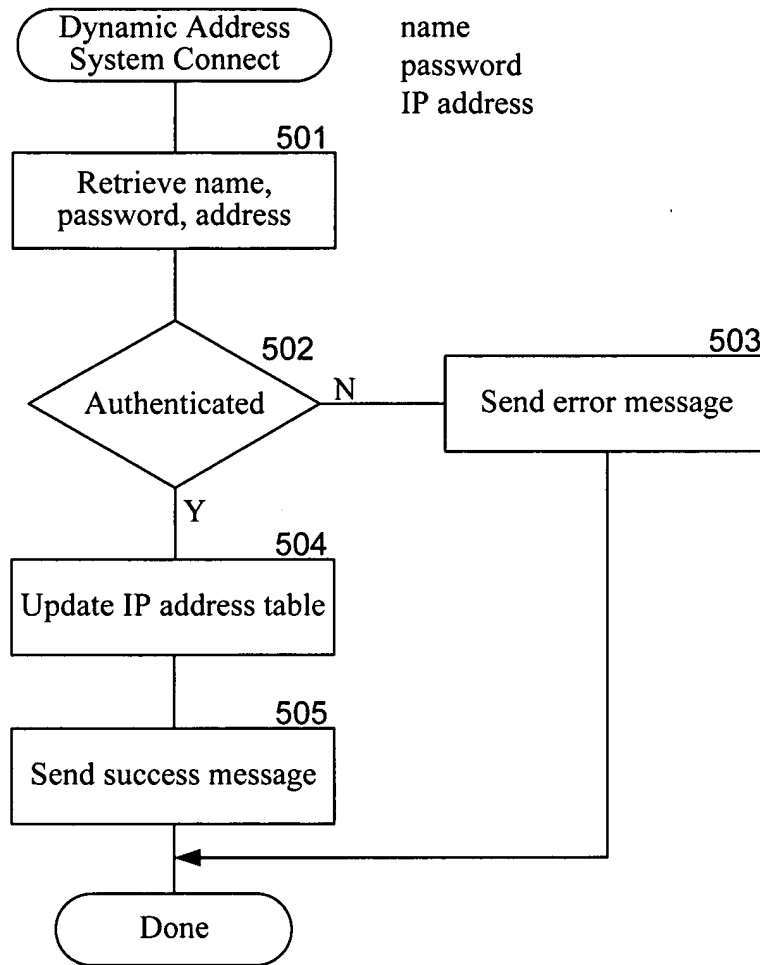 Dynamic Address
System Connect
name
password
IP address
501
Retrieve name,
password, address
502
Authenticated
N
503
Send error message
Y
504
Update IP address table
505
Send success message
Done